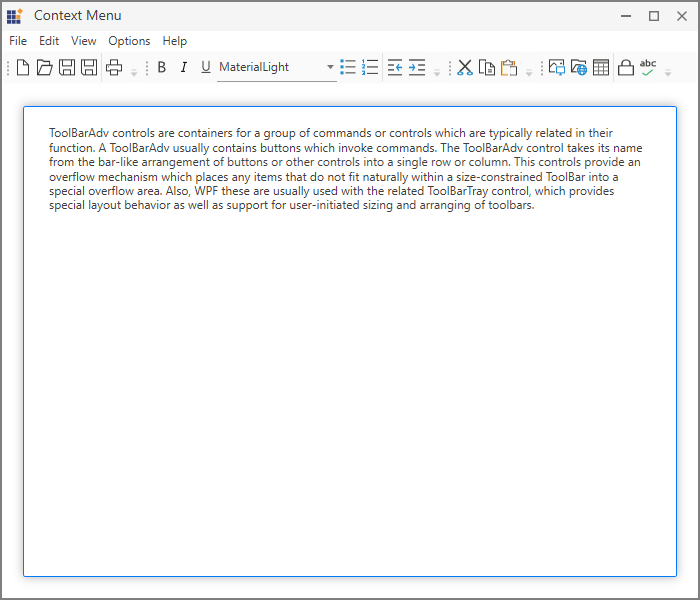 Context Menu
File Edit View Options Help
B I U MaterialLight abc
ToolBarAdv controls are containers for a group of commands or controls which are typically related in their
function. A ToolBarAdv usually contains buttons which invoke commands. The ToolBarAdv control takes its name
from the bar-like arrangement of buttons or other controls into a single row or column. This controls provide an
overflow mechanism which places any items that do not fit naturally within a size-constrained ToolBar into a
special overflow area. Also, WPF these are usually used with the related ToolBarTray control, which provides
special layout behavior as well as support for user-initiated sizing and arranging of toolbars.